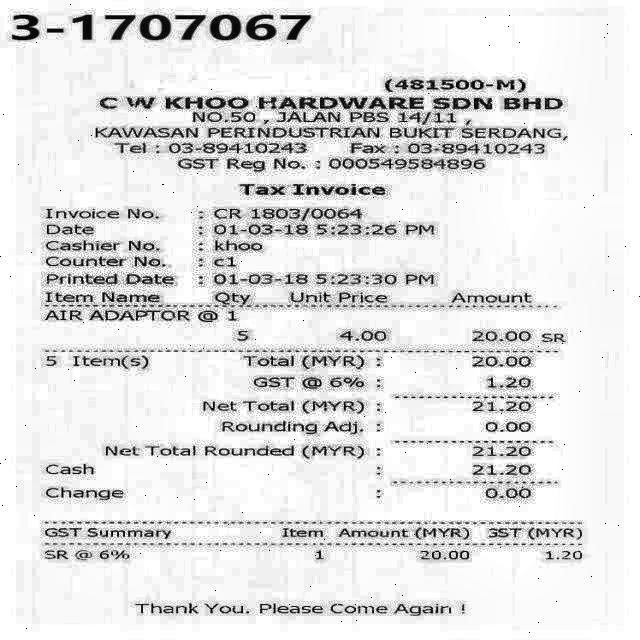 3-1707067
(481500-M)
C W KHOO HARDWARE SDN BHD
NO.50 , JALAN PBS 14/11 ,
KAWASAN PERINDUSTRIAN BUKIT SERDANG,
Tel : 03-89410243 Fax : 03-89410243
GST Reg No. : 000549584896
Tax Invoice
Invoice No. : CR 1803/0064
Date : 01-03-18 5:23:26 PM
Cashier No. : khoo
Counter No. : c1
Printed Date : 01-03-18 5:23:30 PM
Item Name Qty Unit Price Amount
AIR ADAPTOR @ 1
5 4.00 20.00 SR
5 Item(s) Total (MYR) : 20.00
GST @ 6% : 1.20
Net Total (MYR) : 21.20
Rounding Adj. : 0.00
Net Total Rounded (MYR) : 21.20
Cash : 21.20
Change : 0.00
GST Summary Item Amount (MYR) GST (MYR)
SR @ 6% 1 20.00 1.20
Thank You. Please Come Again !